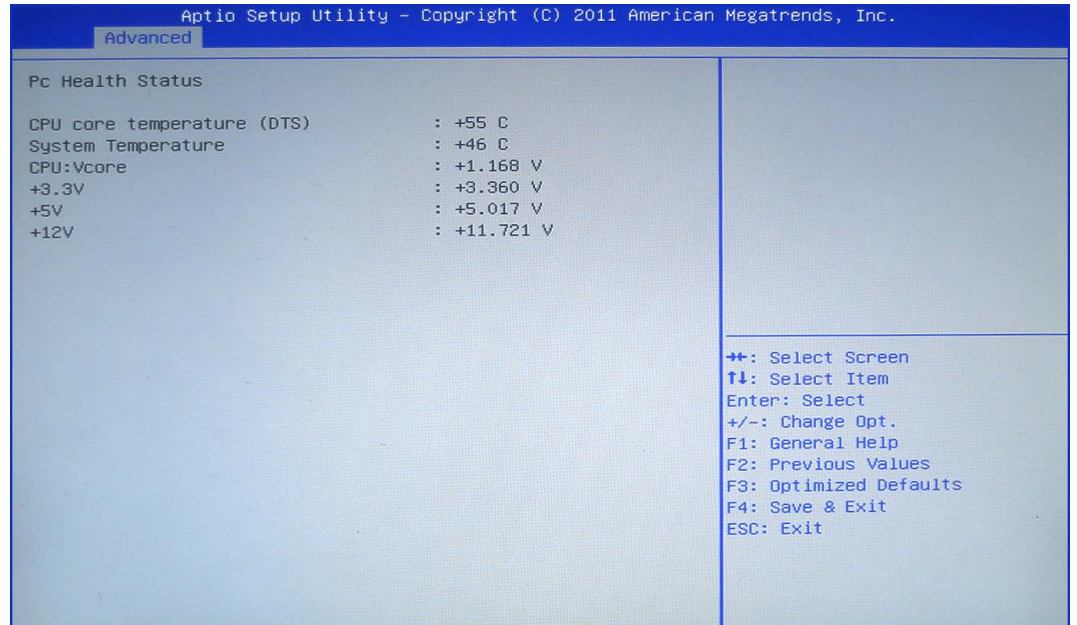 Aptio Setup Utility – Copyright (C) 2011 American Megatrends, Inc.
Advanced
Pc Health Status
CPU core temperature (DTS) : +55 C
System Temperature : +46 C
CPU:Vcore : +1.168 V
+3.3V : +3.360 V
+5V : +5.017 V
+12V : +11.721 V
→←: Select Screen
↑↓: Select Item
Enter: Select
+/-: Change Opt.
F1: General Help
F2: Previous Values
F3: Optimized Defaults
F4: Save & Exit
ESC: Exit